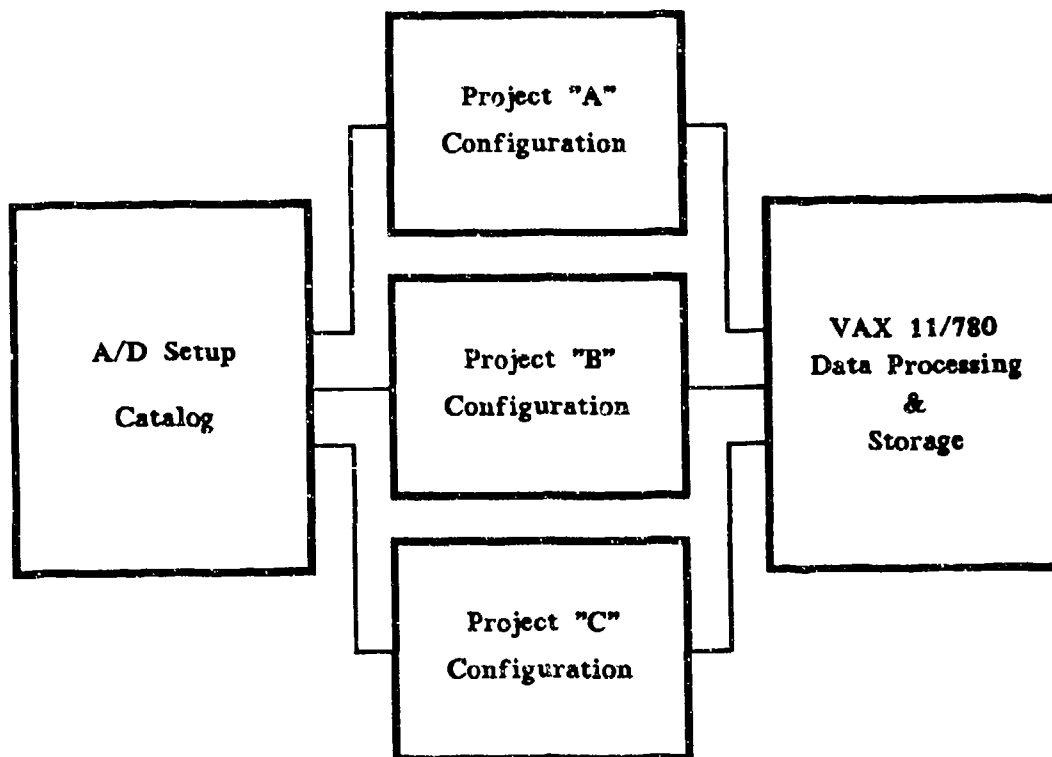 Project "A"
Configuration
A/D Setup
Catalog
Project "B"
Configuration
VAX 11/780
Data Processing
&
Storage
Project "C"
Configuration